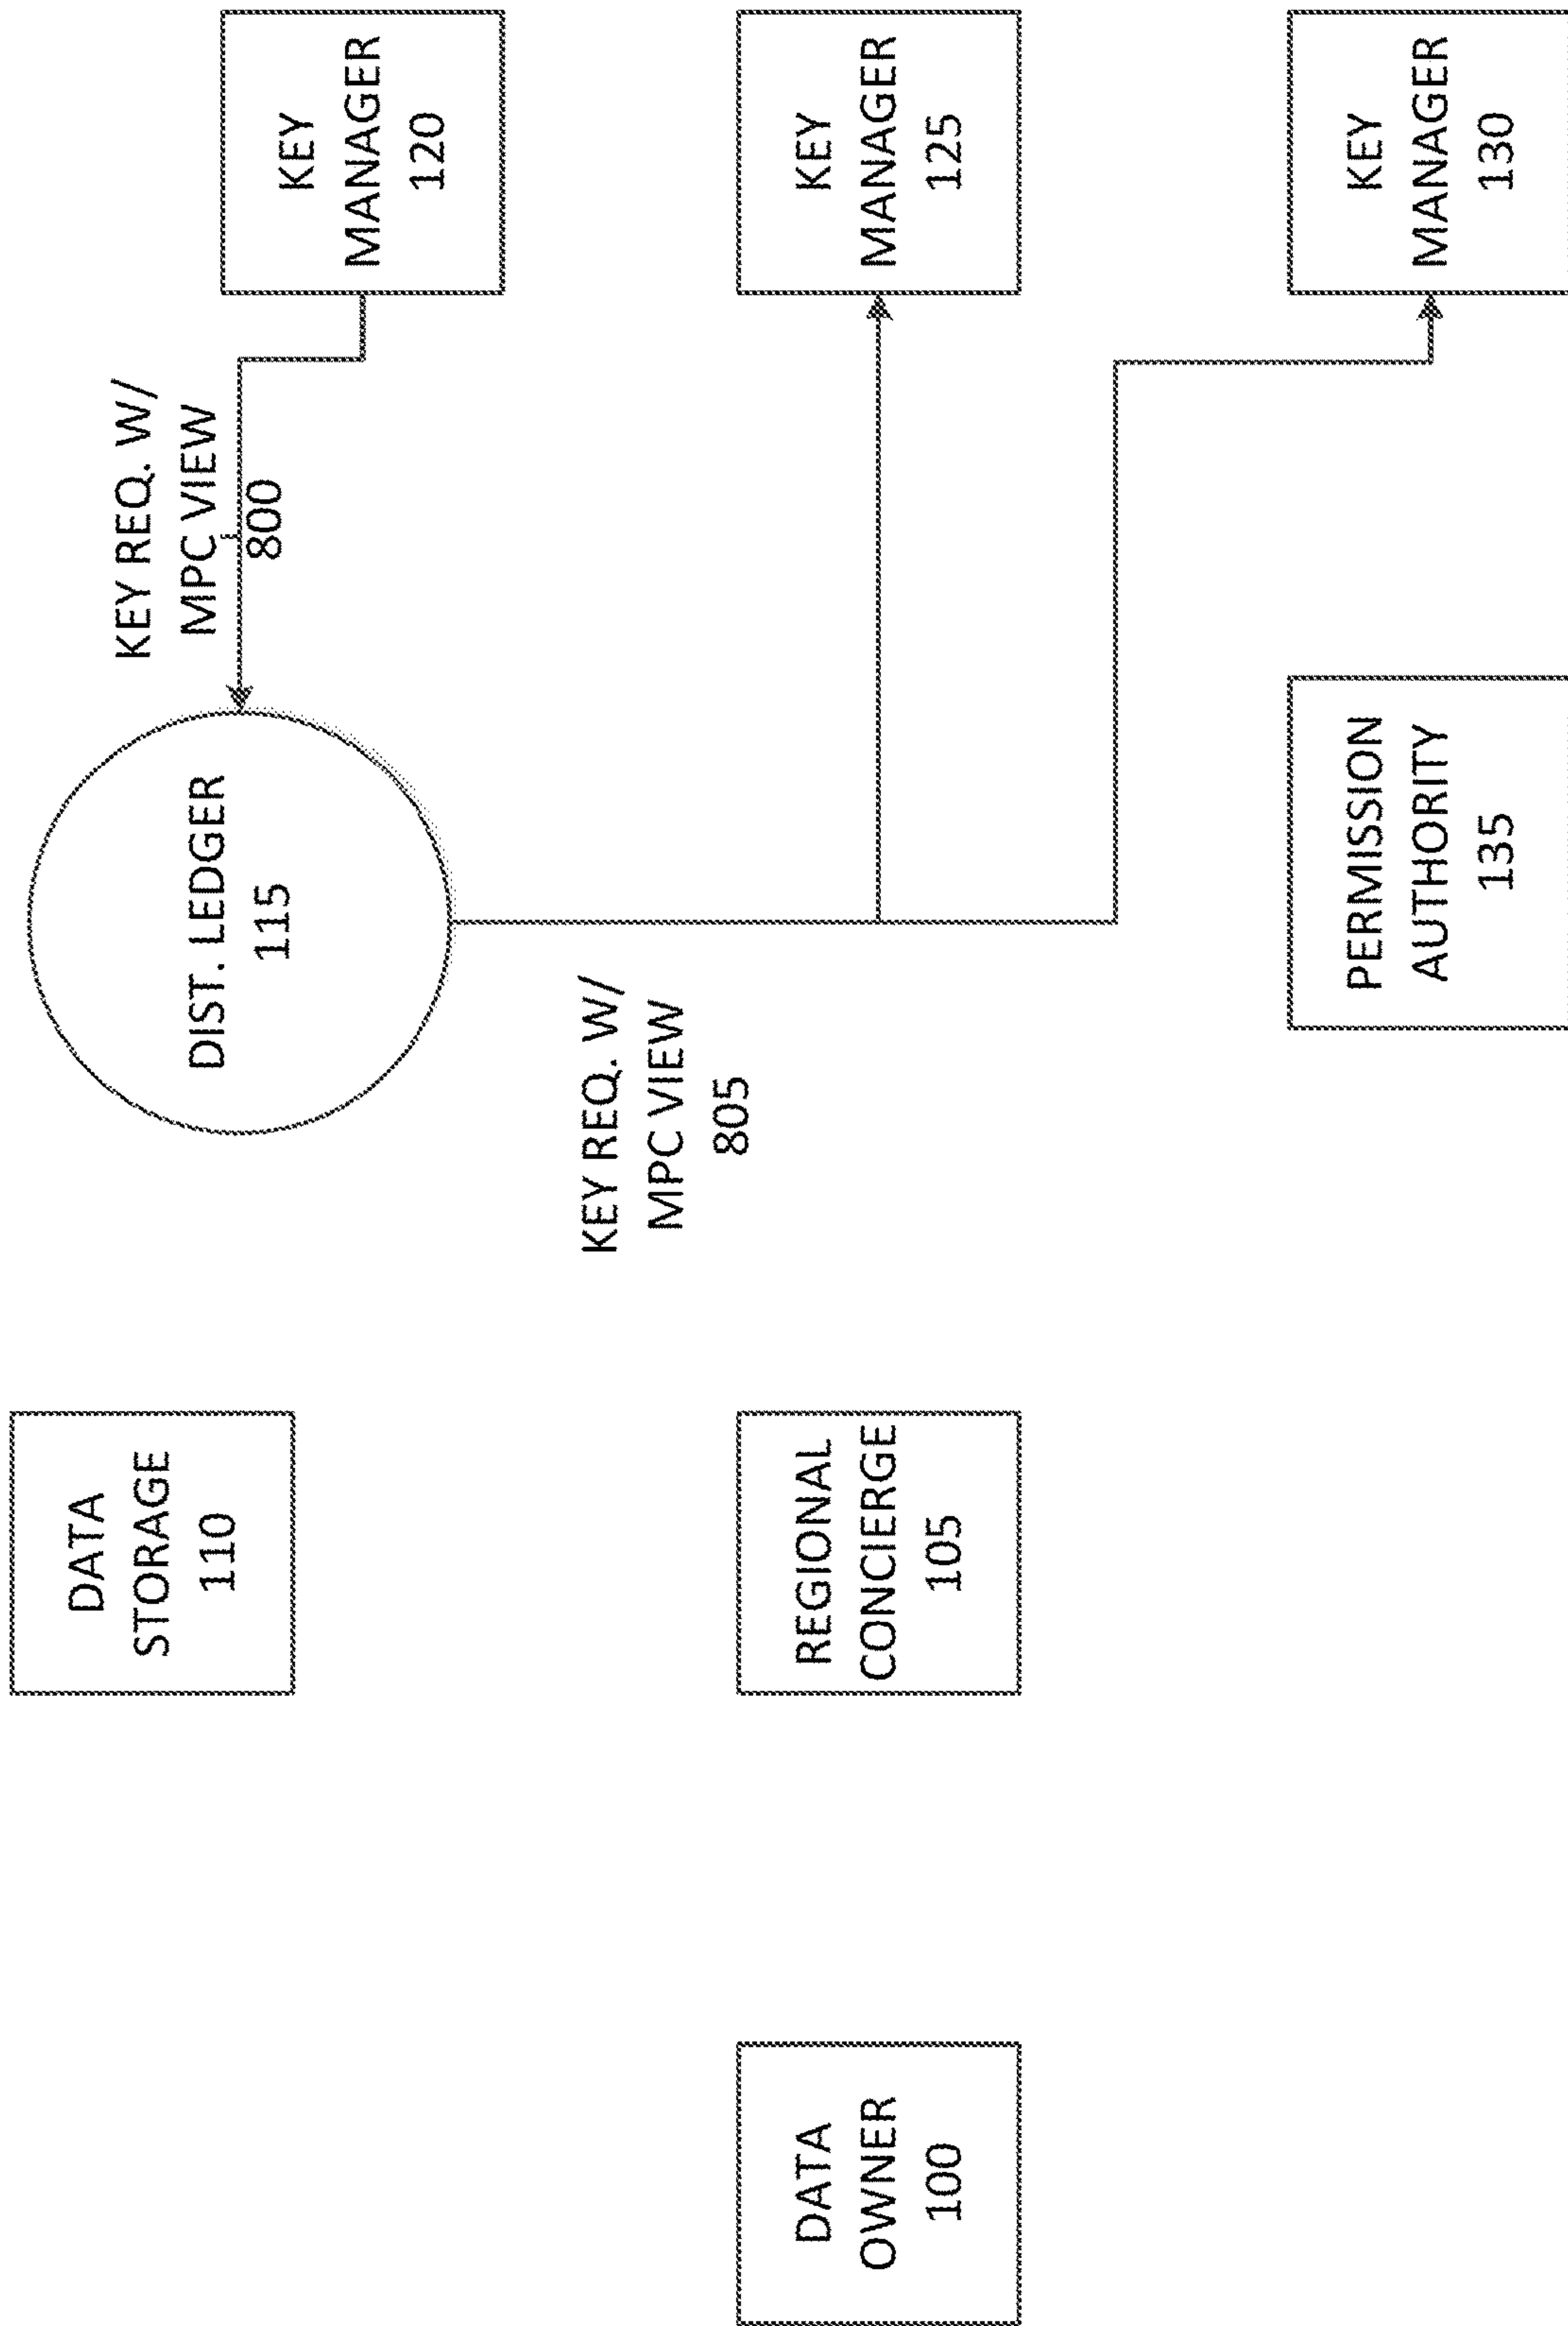 DATA
STORAGE
110
DIST. LEDGER
115
KEY REQ. W/
MPC VIEW
800
KEY
MANAGER
120
KEY REQ. W/
MPC VIEW
805
DATA
OWNER
100
REGIONAL
CONCIERGE
105
KEY
MANAGER
125
PERMISSION
AUTHORITY
135
KEY
MANAGER
130